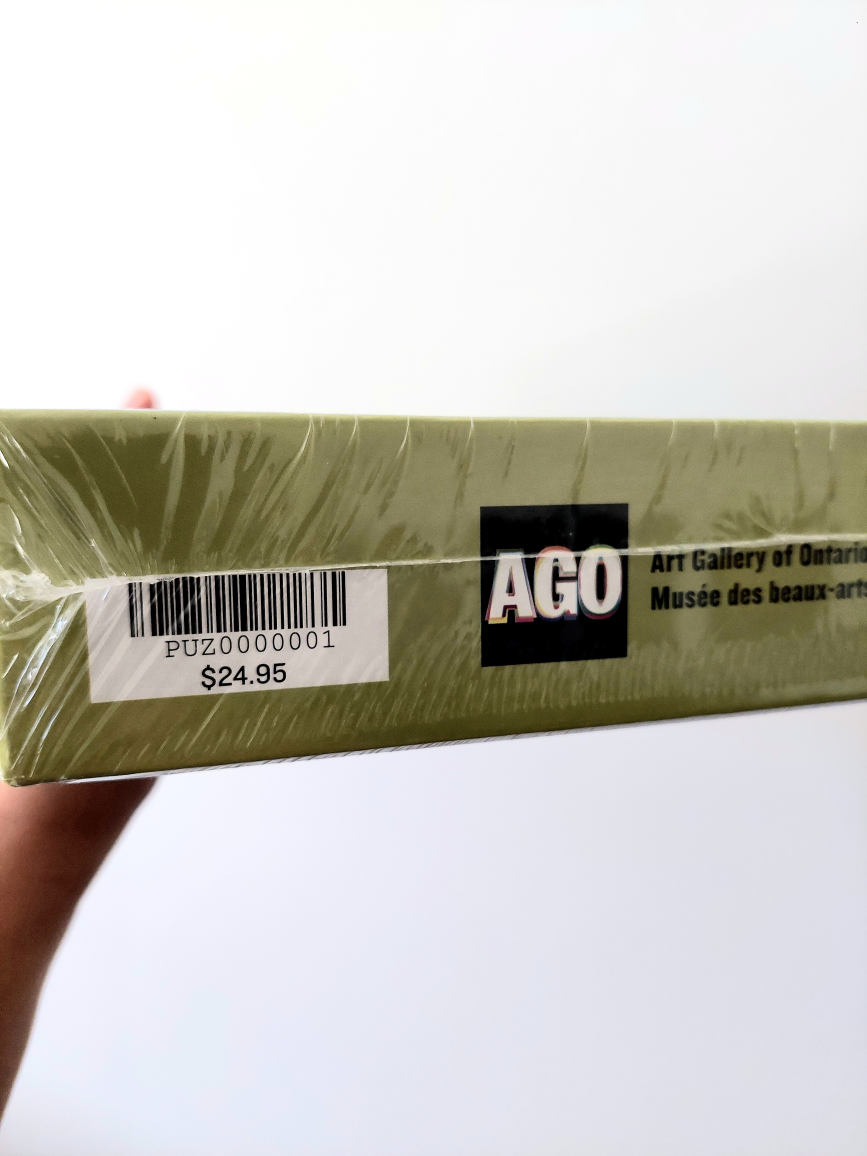 PUZ0000001
$24.95
AGO
Art Gallery of Ontario
Musée des beaux-arts